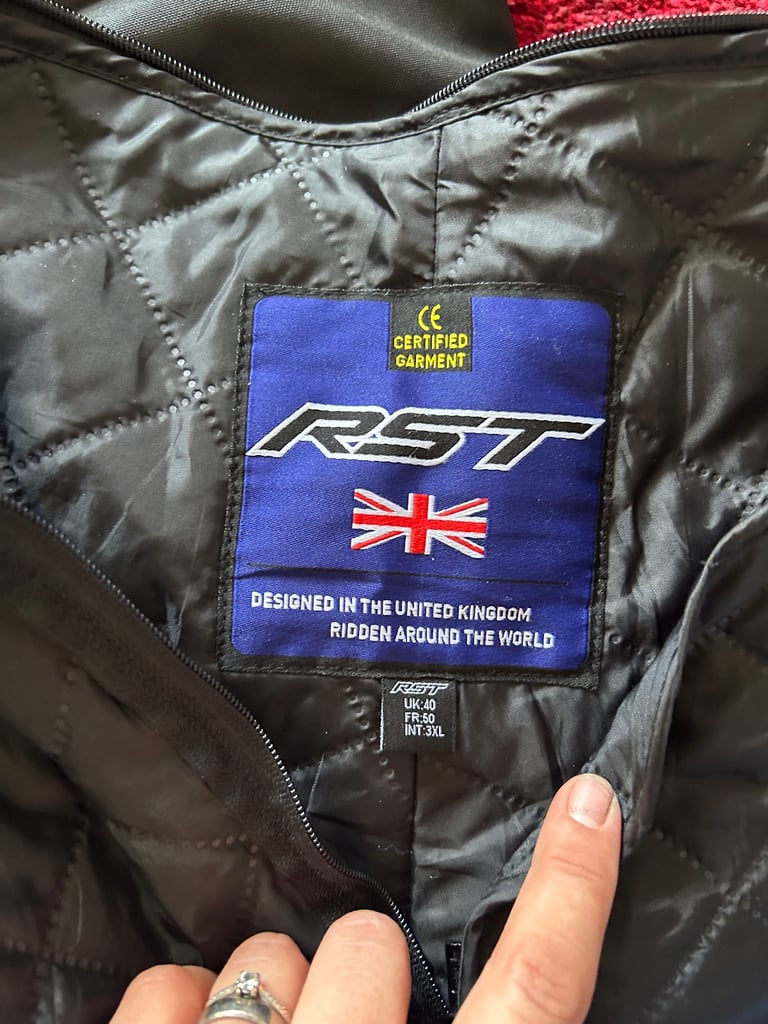 CE
CERTIFIED
GARMENT
RST
DESIGNED IN THE UNITED KINGDOM
RIDDEN AROUND THE WORLD
RST
UK:40
FR:50
INT:3XL